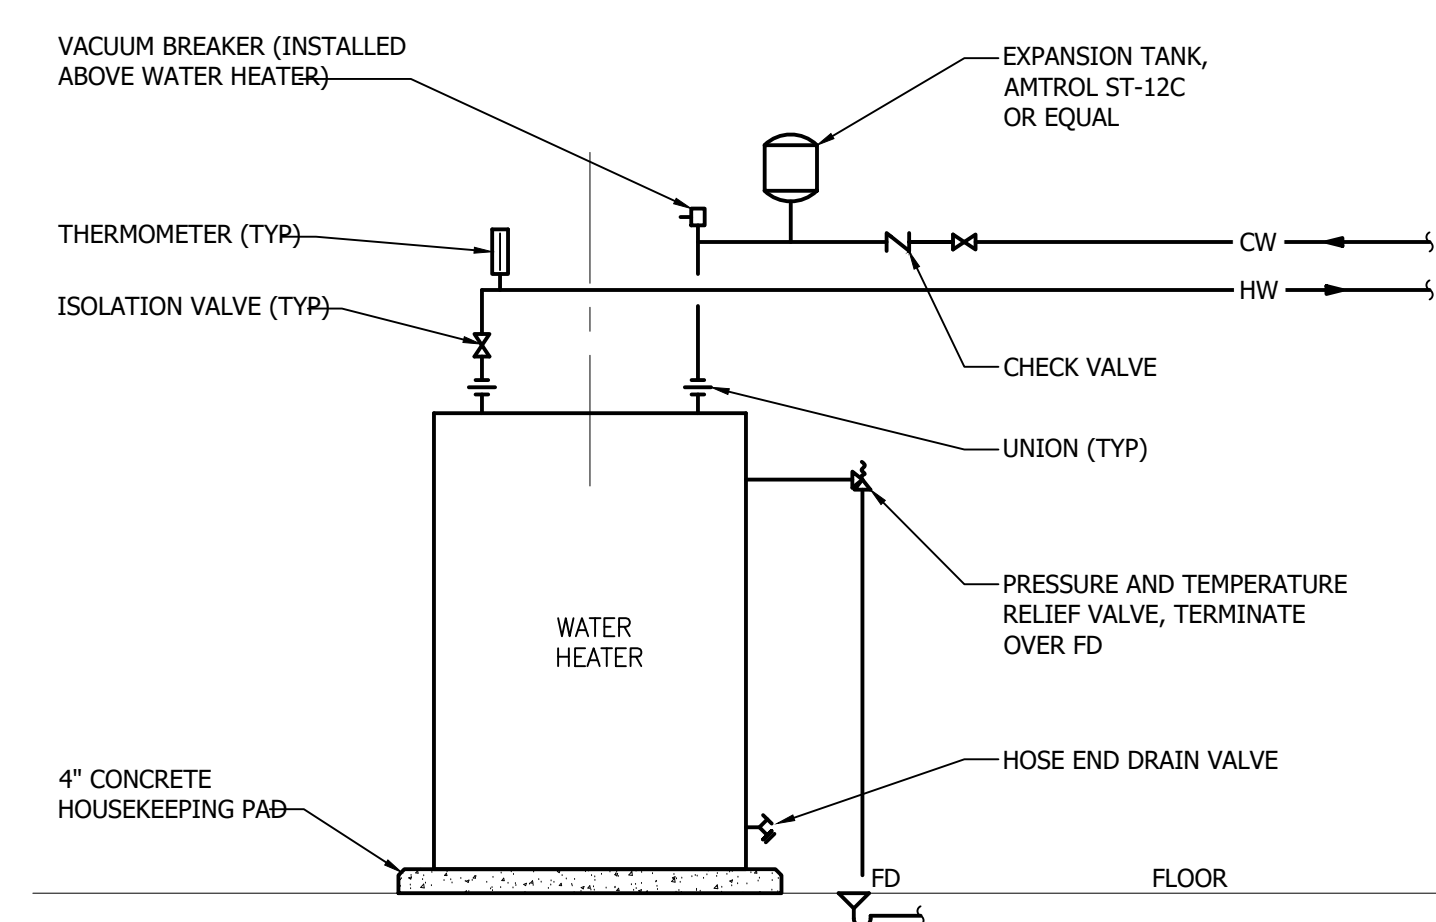 VACUUM BREAKER (INSTALLED
ABOVE WATER HEATER)
EXPANSION TANK,
AMTROL ST-12C
OR EQUAL
THERMOMETER (TYP)
CW
HW
ISOLATION VALVE (TYP)
CHECK VALVE
UNION (TYP)
PRESSURE AND TEMPERATURE
RELIEF VALVE, TERMINATE
OVER FD
WATER
HEATER
HOSE END DRAIN VALVE
4" CONCRETE
HOUSEKEEPING PAD
FD
FLOOR